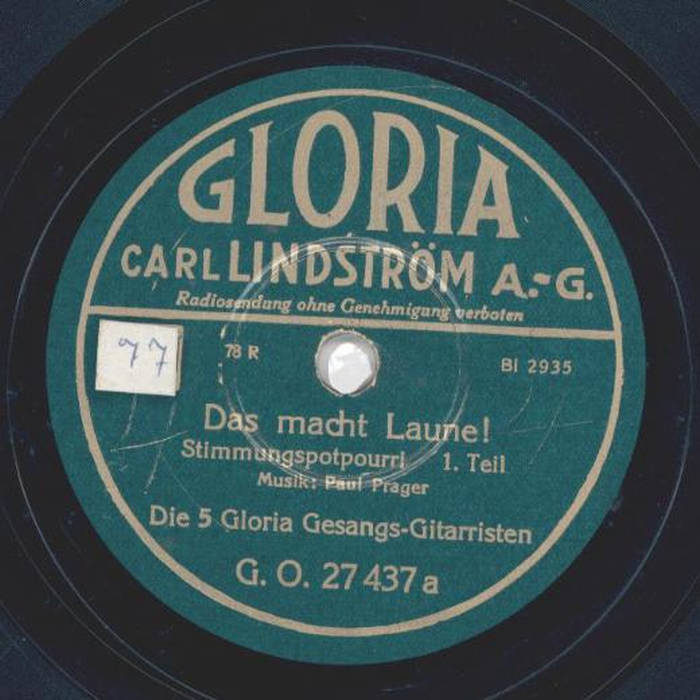 GLORIA
CARL LINDSTRÖM A.-G.
Radiosendung ohne Genehmigung verboten
77
78 R
BI 2935
Das macht Laune!
Stimmungspotpourri 1. Teil
Musik: Paul Prager
Die 5 Gloria Gesangs-Gitarristen
G. O. 27 437 a